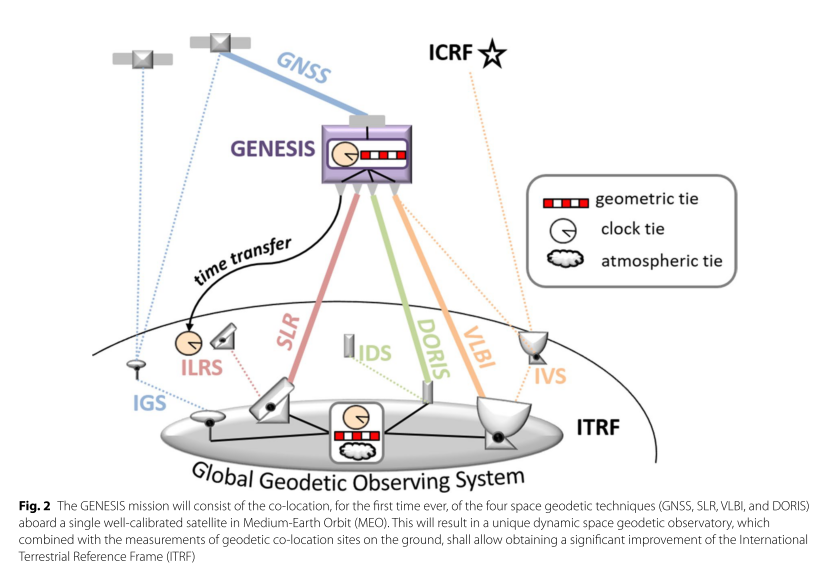 GNSS
ICRF
GENESIS
geometric tie
clock tie
atmospheric tie
time transfer
SLR
DORIS
VLBI
ILRS
IDS
IVS
IGS
ITRF
Global Geodetic Observing System
Fig. 2 The GENESIS mission will consist of the co-location, for the first time ever, of the four space geodetic techniques (GNSS, SLR, VLBI, and DORIS)
aboard a single well-calibrated satellite in Medium-Earth Orbit (MEO). This will result in a unique dynamic space geodetic observatory, which
combined with the measurements of geodetic co-location sites on the ground, shall allow obtaining a significant improvement of the International
Terrestrial Reference Frame (ITRF)